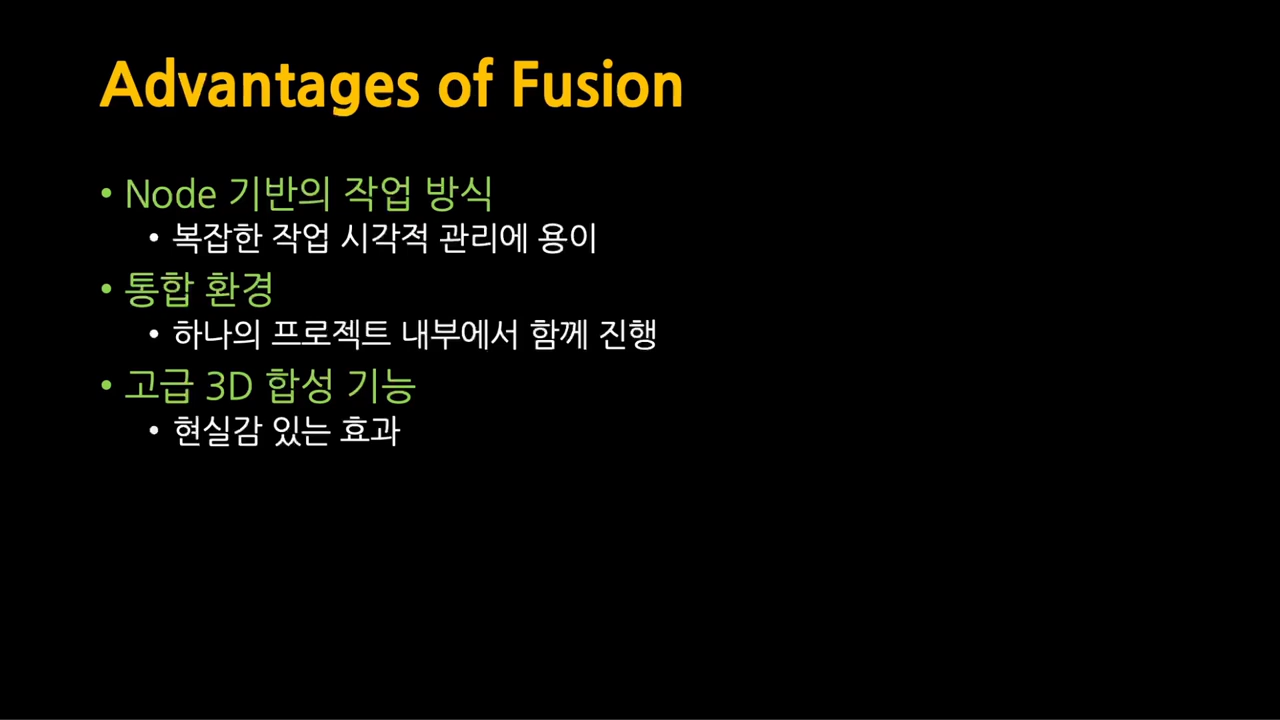 Advantages of Fusion
• Node 기반의 작업 방식
• 복잡한 작업 시각적 관리에 용이
• 통합 환경
• 하나의 프로젝트 내부에서 함께 진행
• 고급 3D 합성 기능
• 현실감 있는 효과